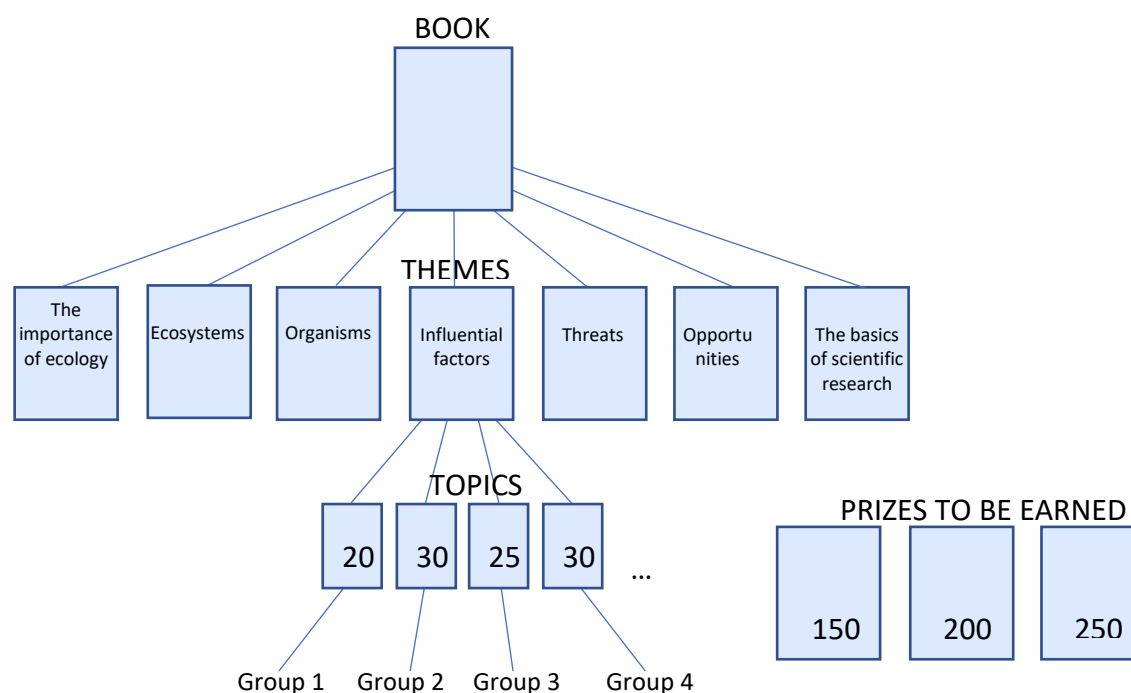 BOOK
THEMES
The
importance
of ecology
Ecosystems
Organisms
Influential
factors
Threats
Opportu
nities
The basics
of scientific
research
TOPICS
20
30
25
30
...
Group 1
Group 2
Group 3
Group 4
PRIZES TO BE EARNED
150
200
250